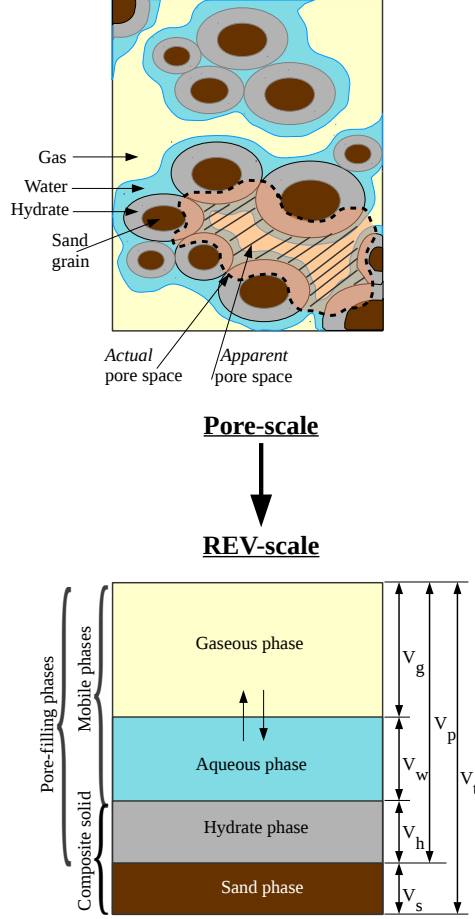 Gas
Water
Hydrate
Sand
grain
Actual
pore space
Apparent
pore space
Pore-scale
REV-scale
Pore-filling phases
Mobile phases
Composite solid
Gaseous phase
Aqueous phase
Hydrate phase
Sand phase
Vg
Vw
Vh
Vs
Vp
Vt